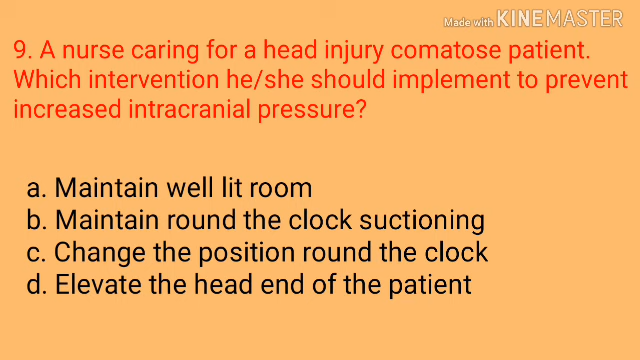 Made with KINEMASTER
9. A nurse caring for a head injury comatose patient.
Which intervention he/she should implement to prevent
increased intracranial pressure?
a. Maintain well lit room
b. Maintain round the clock suctioning
c. Change the position round the clock
d. Elevate the head end of the patient